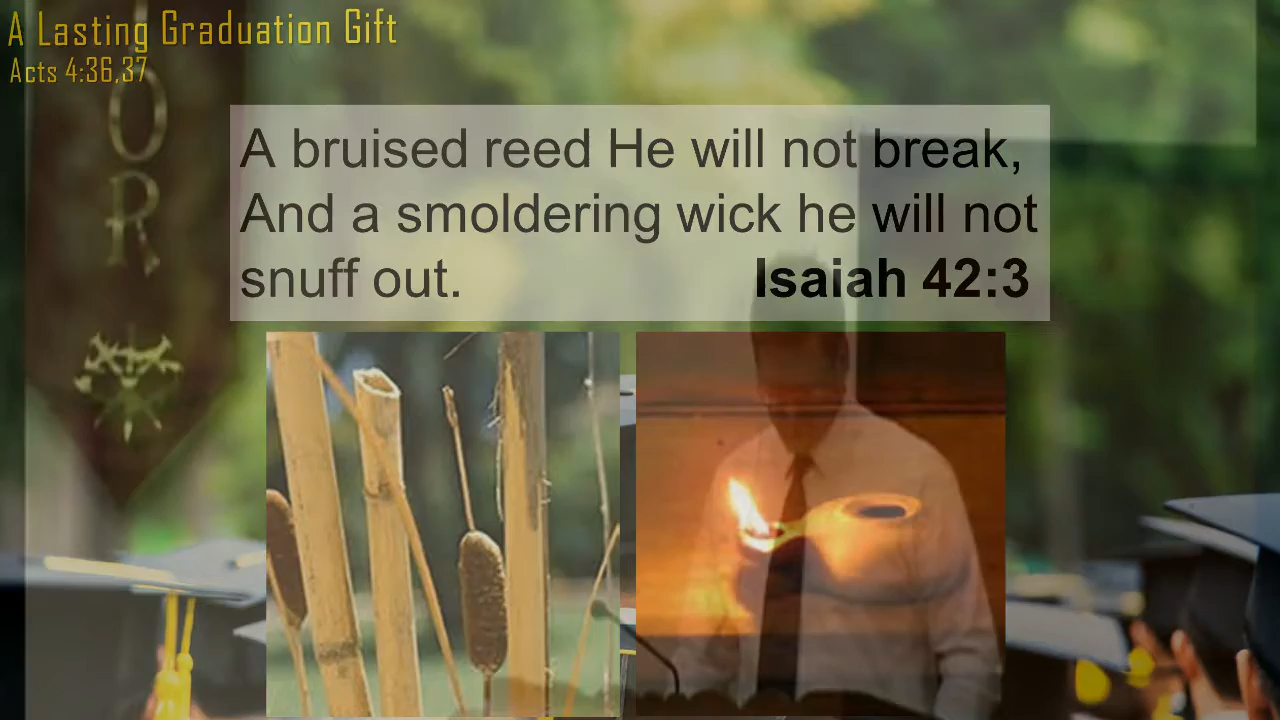 A Lasting Graduation Gift
Acts 4:36,37
O
R
A bruised reed He will not break,
And a smoldering wick he will not
snuff out. Isaiah 42:3